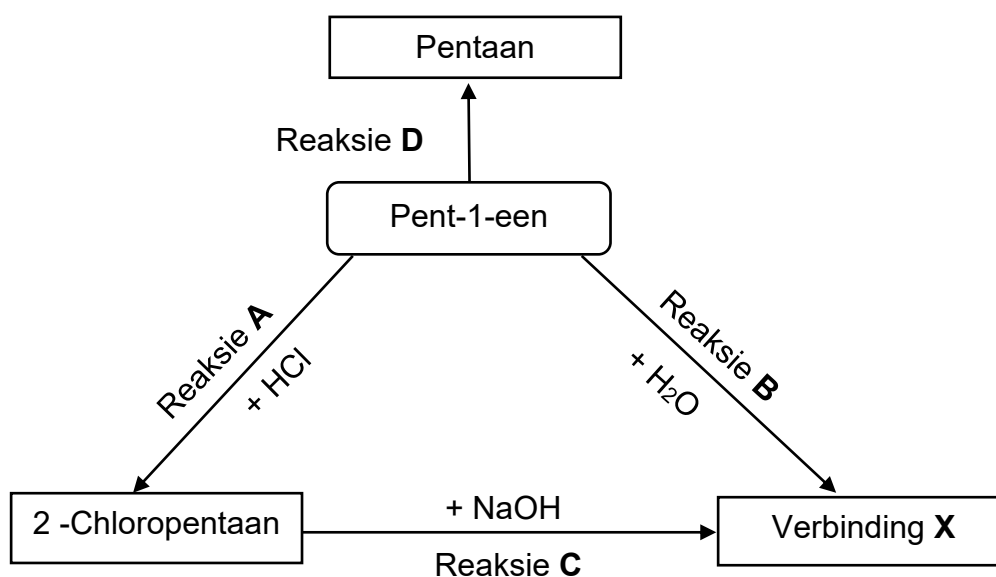 Pentaan
Reaksie D
Pent-1-een
Reaksie A
+ HCl
Reaksie B
+ H₂O
2 -Chloropentaan
+ NaOH
Reaksie C
Verbinding X